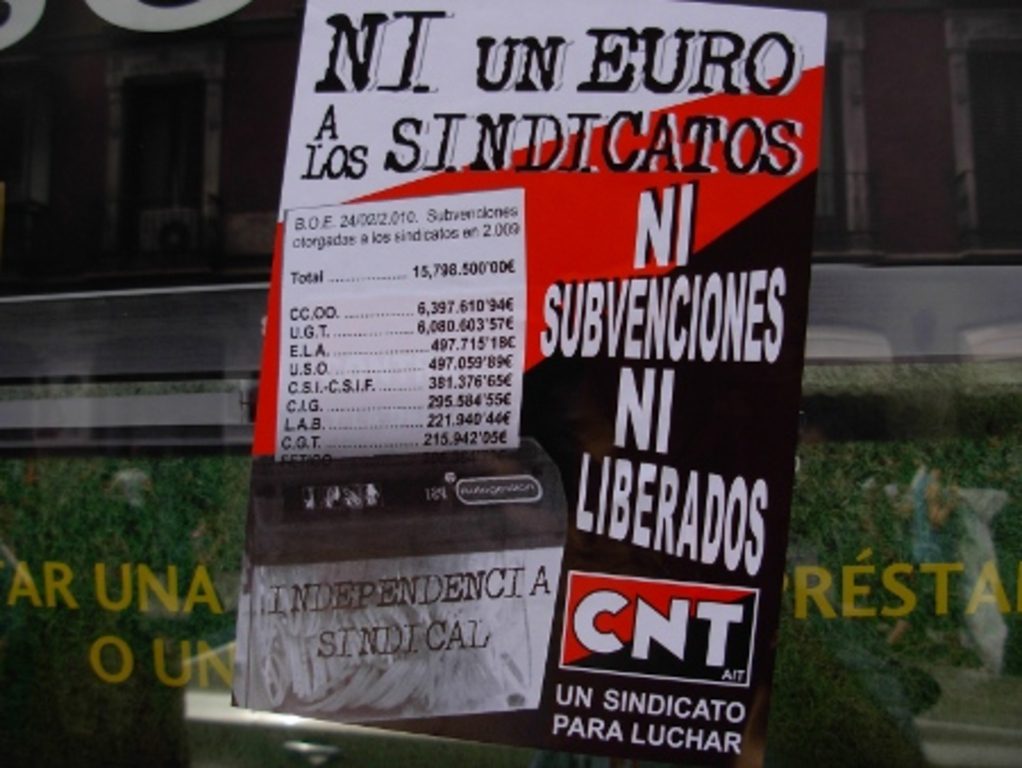 NI UN EURO
A LOS SINDICATOS
B.O.E. 24/02/2.010. Subvenciones
otorgadas a los sindicatos en 2.009
Total .................. 15,798.500'00€
CC.OO. ................ 6,397.610'94€
U.G.T. .................. 6,080.603'57€
E.L.A. ..................... 497.715'18€
U.S.O. .................... 497.059'89€
C.S.I.-C.S.I.F. ......... 381.376'65€
C.I.G. ..................... 295.584'55€
L.A.B. .................... 221.940'44€
C.G.T. ................... 215.942'05€
NI
SUBVENCIONES
NI
LIBERADOS
autogestion
INDEPENDENCIA
SINDICAL
CNT
AIT
UN SINDICATO
PARA LUCHAR
AR UNA
O UN
PRÉSTA